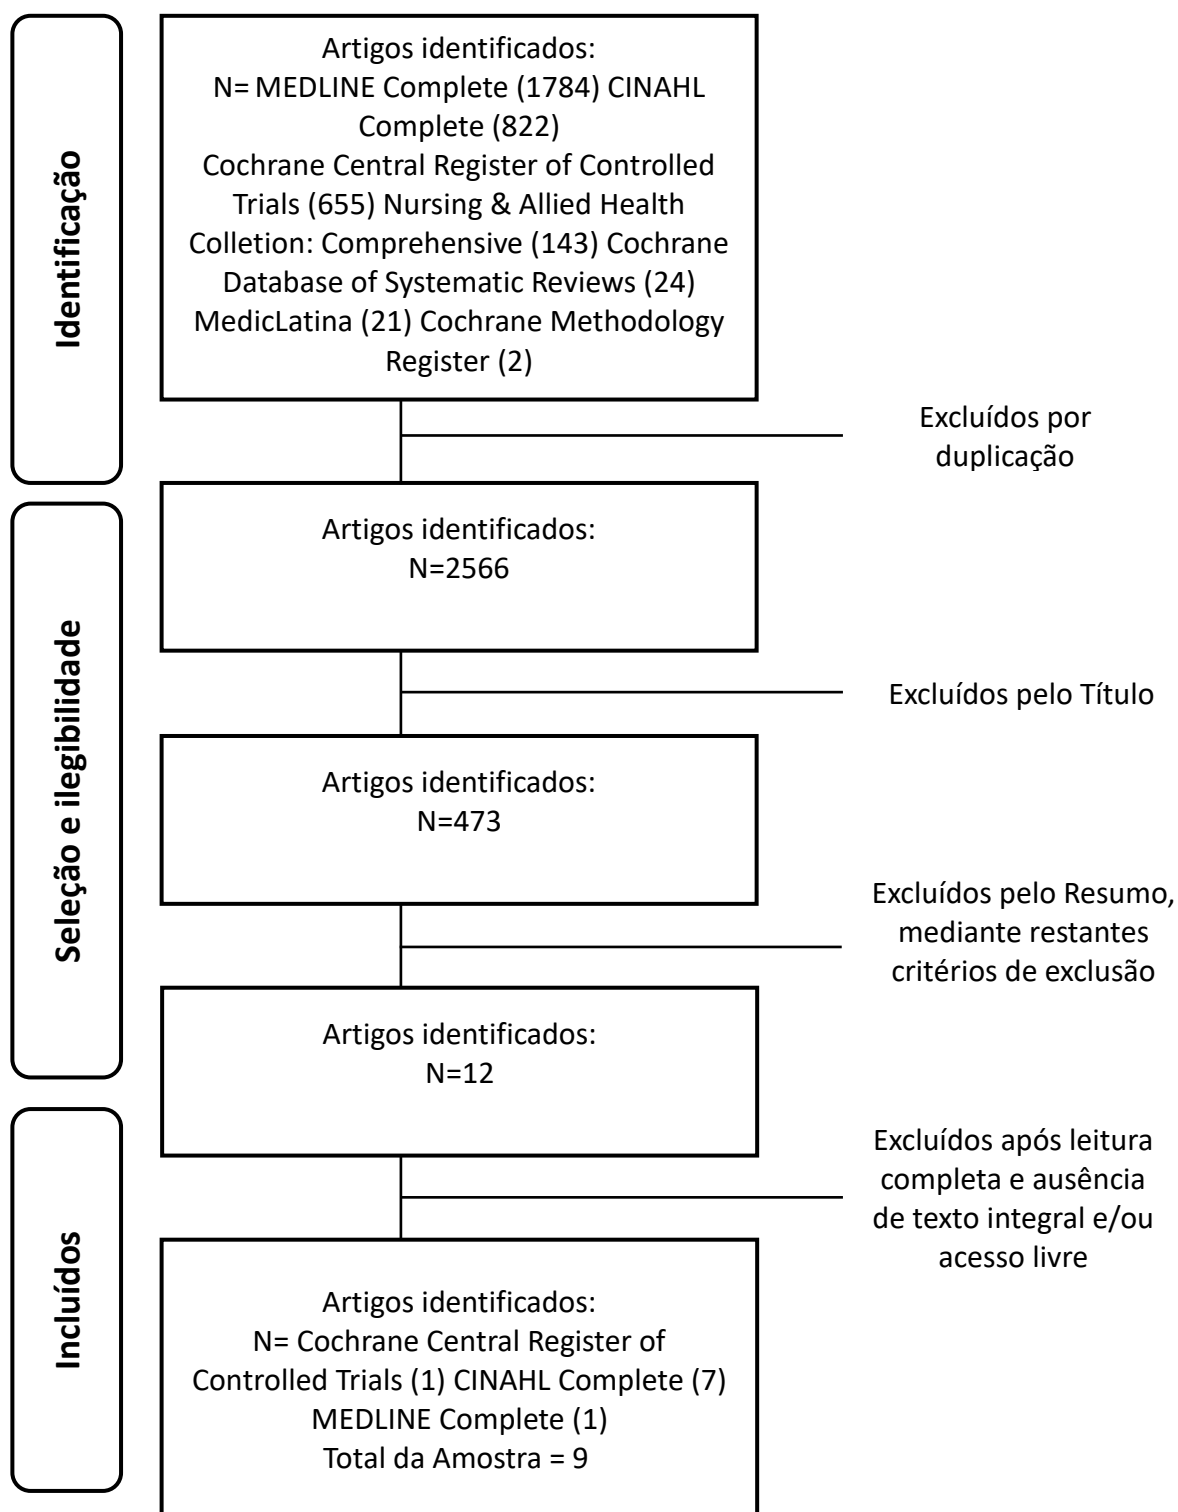 Identificação
Artigos identificados:
N= MEDLINE Complete (1784) CINAHL
Complete (822)
Cochrane Central Register of Controlled
Trials (655) Nursing & Allied Health
Colletion: Comprehensive (143) Cochrane
Database of Systematic Reviews (24)
MedicLatina (21) Cochrane Methodology
Register (2)
Excluídos por
duplicação
Seleção e ilegibilidade
Artigos identificados:
N=2566
Excluídos pelo Título
Artigos identificados:
N=473
Excluídos pelo Resumo,
mediante restantes
critérios de exclusão
Artigos identificados:
N=12
Excluídos após leitura
completa e ausência
de texto integral e/ou
acesso livre
Incluídos
Artigos identificados:
N= Cochrane Central Register of
Controlled Trials (1) CINAHL Complete (7)
MEDLINE Complete (1)
Total da Amostra = 9